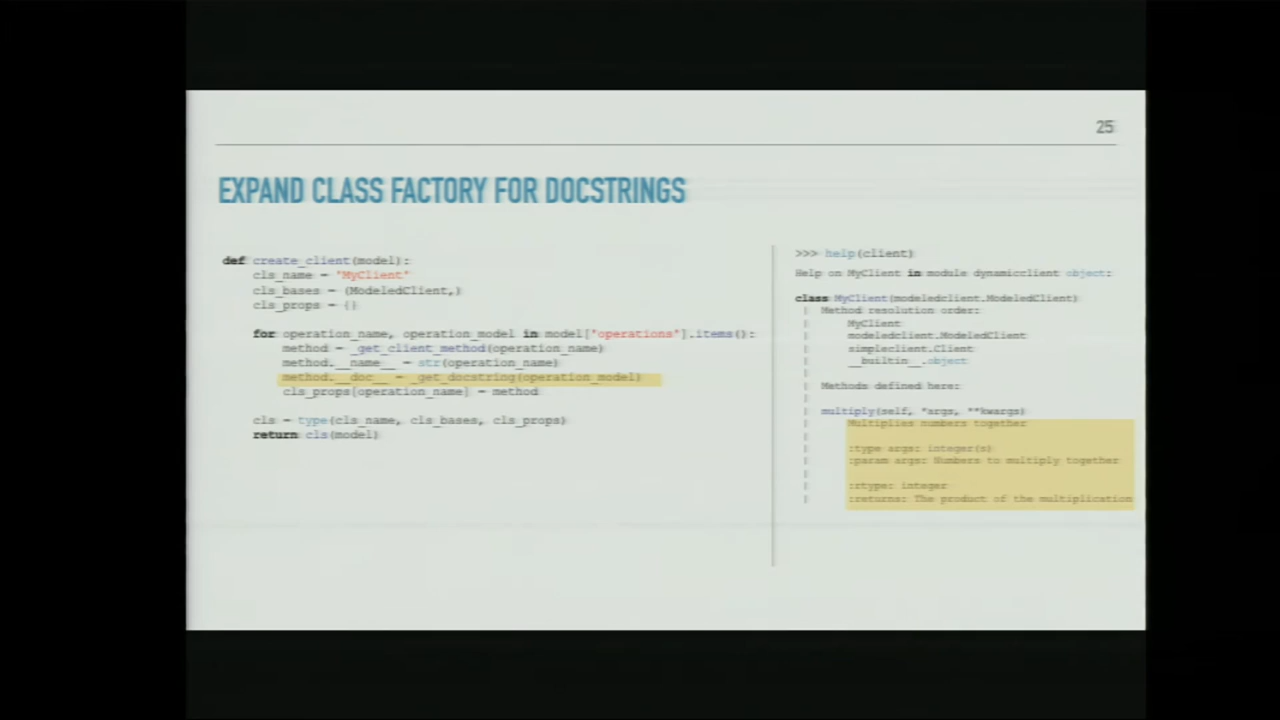 25
EXPAND CLASS FACTORY FOR DOCSTRINGS
def create_client(model):
cls_name = "MyClient"
cls_bases = (ModeledClient,)
cls_props = {}
for operation_name, operation_model in model["operations"].items():
method = _get_client_method(operation_name)
method.__name__ = str(operation_name)
method.__doc__ = _get_docstring(operation_model)
cls_props[operation_name] = method
cls = type(cls_name, cls_bases, cls_props)
return cls(model)
>>> help(client)
Help on MyClient in module dynamicclient object:
class MyClient(modeledclient.ModeledClient)
| Method resolution order:
| MyClient
| modeledclient.ModeledClient
| simpleclient.Client
| __builtin__.object
|
| Methods defined here:
|
| multiply(self, *args, **kwargs)
| Multiplies numbers together
|
| :type args: integer(s)
| :param args: Numbers to multiply together
|
| :rtype: integer
| :returns: The product of the multiplication